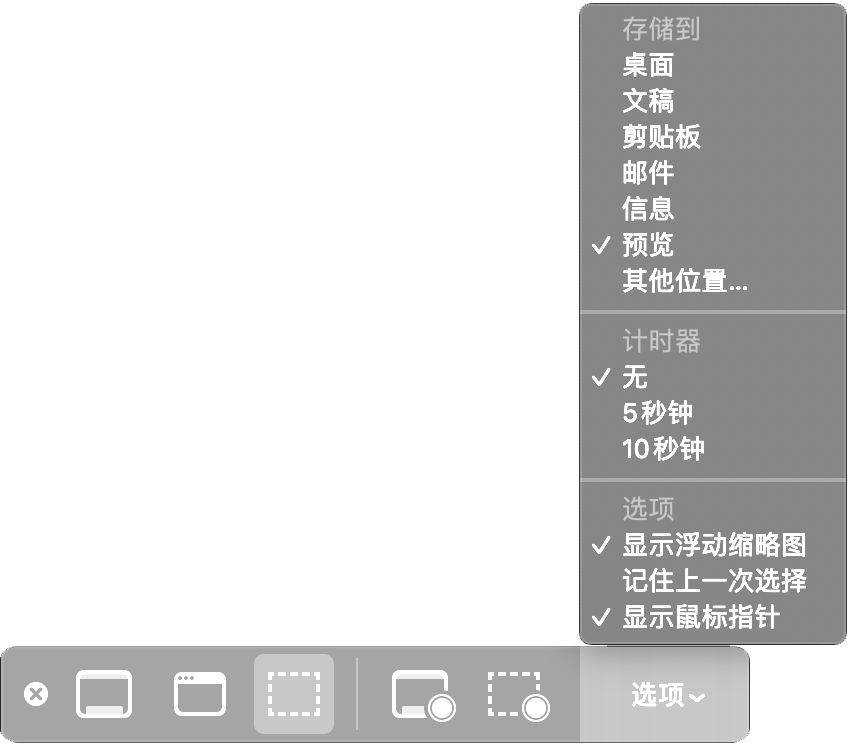 存储到
桌面
文稿
剪贴板
邮件
信息
预览
其他位置...
计时器
无
5秒钟
10秒钟
选项
显示浮动缩略图
记住上一次选择
显示鼠标指针
选项